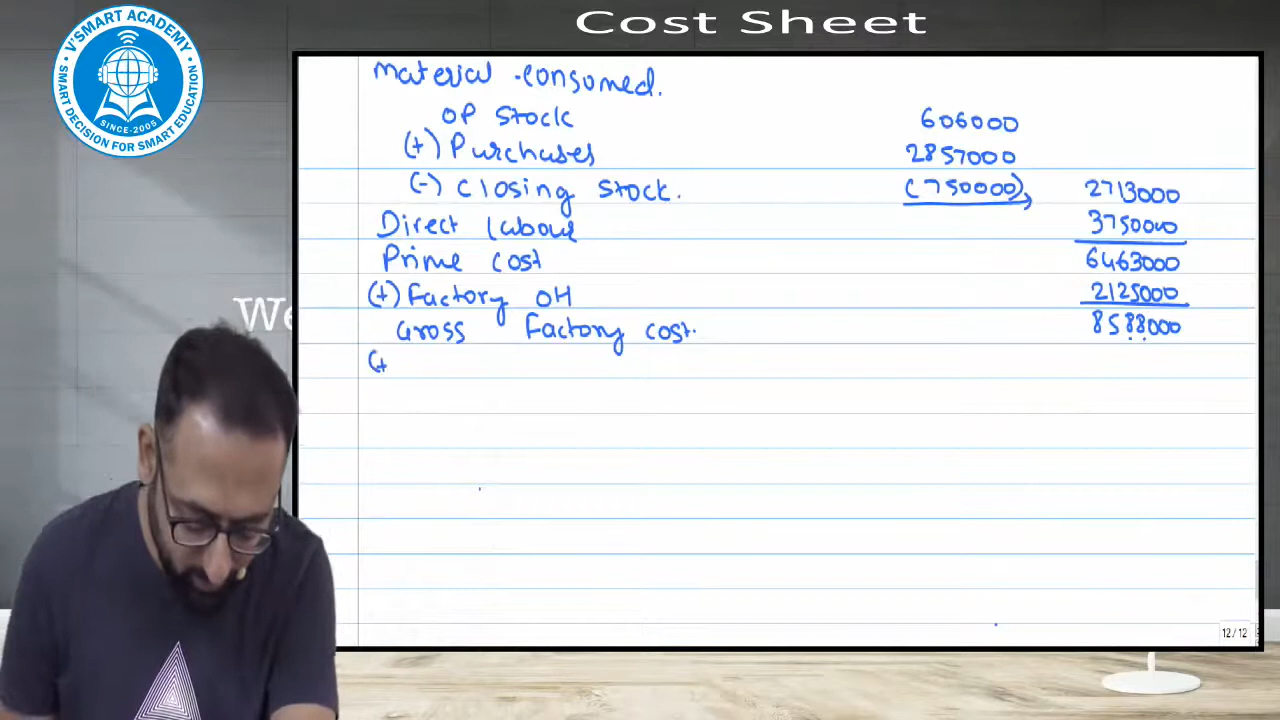 Cost Sheet
V'SMART ACADEMY
SMART DECISION FOR SMART EDUCATION
SINCE-2005
We
Material consumed.
OP stock 606000
(+) Purchases 2857000
(-) Closing stock. (750000) 2713000
Direct labour 3750000
Prime cost 6463000
(+) Factory OH 2125000
Gross Factory cost. 8588000
(+
12/12